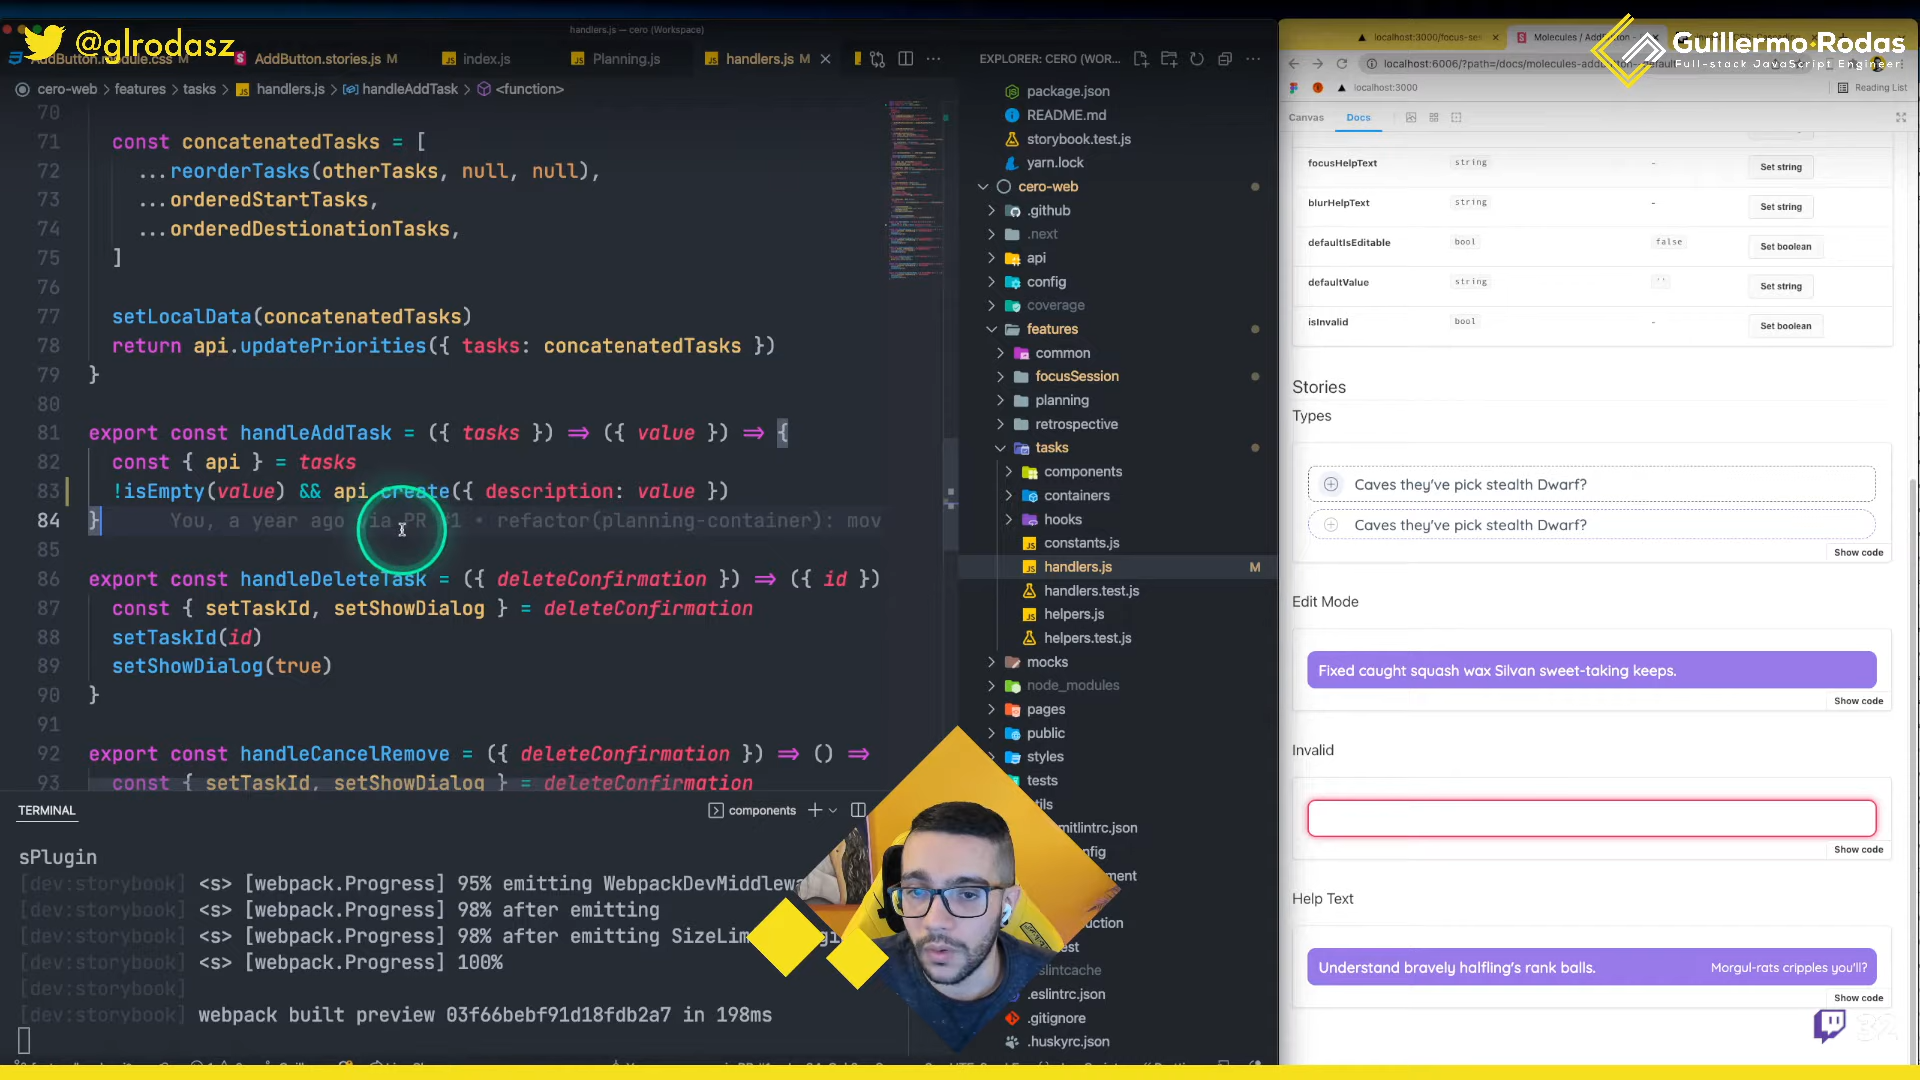 @glrodasz
handlers.js — cero (Workspace)
AddButton.module.css M
AddButton.stories.js M
index.js
Planning.js
handlers.js M
cero-web > features > tasks > handlers.js > handleAddTask > <function>
70
71 const concatenatedTasks = [
72 ...reorderTasks(otherTasks, null, null),
73 ...orderedStartTasks,
74 ...orderedDestionationTasks,
75 ]
76
77 setLocalData(concatenatedTasks)
78 return api.updatePriorities({ tasks: concatenatedTasks })
79 }
80
81 export const handleAddTask = ({ tasks }) => ({ value }) => {
82 const { api } = tasks
83 !isEmpty(value) && api.create({ description: value })
84 } You, a year ago via PR #1 • refactor(planning-container): mov
85
86 export const handleDeleteTask = ({ deleteConfirmation }) => ({ id })
87 const { setTaskId, setShowDialog } = deleteConfirmation
88 setTaskId(id)
89 setShowDialog(true)
90 }
91
92 export const handleCancelRemove = ({ deleteConfirmation }) => () =>
93 const { setTaskId, setShowDialog } = deleteConfirmation
TERMINAL
components
sPlugin
[dev:storybook] <s> [webpack.Progress] 95% emitting WebpackDevMiddlewa
[dev:storybook] <s> [webpack.Progress] 98% after emitting
[dev:storybook] <s> [webpack.Progress] 98% after emitting SizeLim
[dev:storybook] <s> [webpack.Progress] 100%
[dev:storybook]
[dev:storybook] webpack built preview 03f66bebf91d18fdb2a7 in 198ms
EXPLORER: CERO (WOR...
package.json
README.md
storybook.test.js
yarn.lock
cero-web
.github
.next
api
config
coverage
features
common
focusSession
planning
retrospective
tasks
components
containers
hooks
constants.js
handlers.js M
handlers.test.js
helpers.js
helpers.test.js
mocks
node_modules
pages
public
styles
tests
.eslintrc.json
.gitignore
.huskyrc.json
localhost:3000/focus-se
Molecules / AddButton
localhost:6006/?path=/docs/molecules-addbutton--default
localhost:3000
Reading List
Guillermo·Rodas
Full-stack JavaScript Engineer
Canvas
Docs
focusHelpText string - Set string
blurHelpText string - Set string
defaultIsEditable bool false Set boolean
defaultValue string '' Set string
isInvalid bool - Set boolean
Stories
Types
Caves they've pick stealth Dwarf?
Caves they've pick stealth Dwarf?
Show code
Edit Mode
Fixed caught squash wax Silvan sweet-taking keeps.
Show code
Invalid
Show code
Help Text
Understand bravely halfling's rank balls. Morgul-rats cripples you'll?
Show code
32